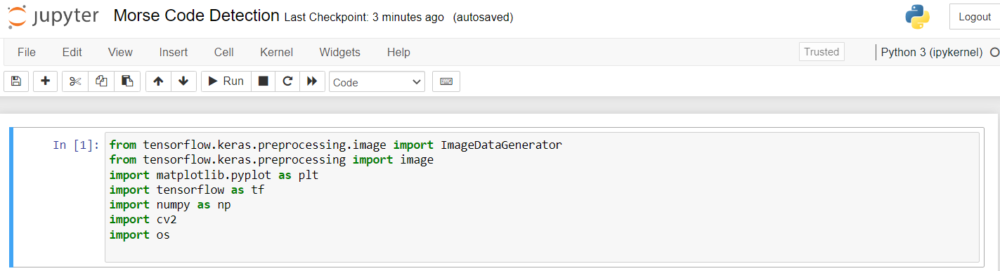 jupyter Morse Code Detection Last Checkpoint: 3 minutes ago (autosaved) Logout
File Edit View Insert Cell Kernel Widgets Help Trusted Python 3 (ipykernel)
Run Code
In [1]: from tensorflow.keras.preprocessing.image import ImageDataGenerator
from tensorflow.keras.preprocessing import image
import matplotlib.pyplot as plt
import tensorflow as tf
import numpy as np
import cv2
import os